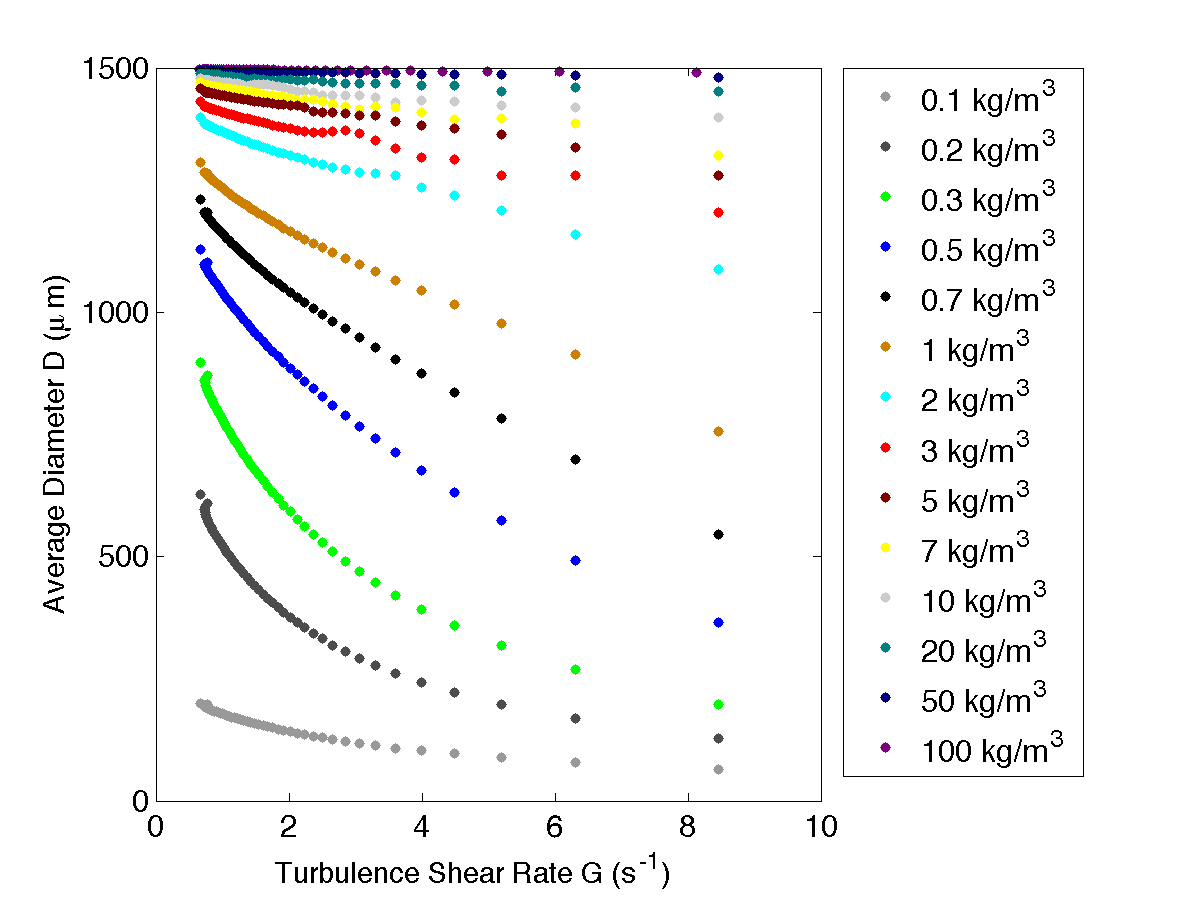 1500
1000
500
0
0 2 4 6 8 10
Average Diameter D (μ m)
Turbulence Shear Rate G (s⁻¹)
0.1 kg/m³
0.2 kg/m³
0.3 kg/m³
0.5 kg/m³
0.7 kg/m³
1 kg/m³
2 kg/m³
3 kg/m³
5 kg/m³
7 kg/m³
10 kg/m³
20 kg/m³
50 kg/m³
100 kg/m³